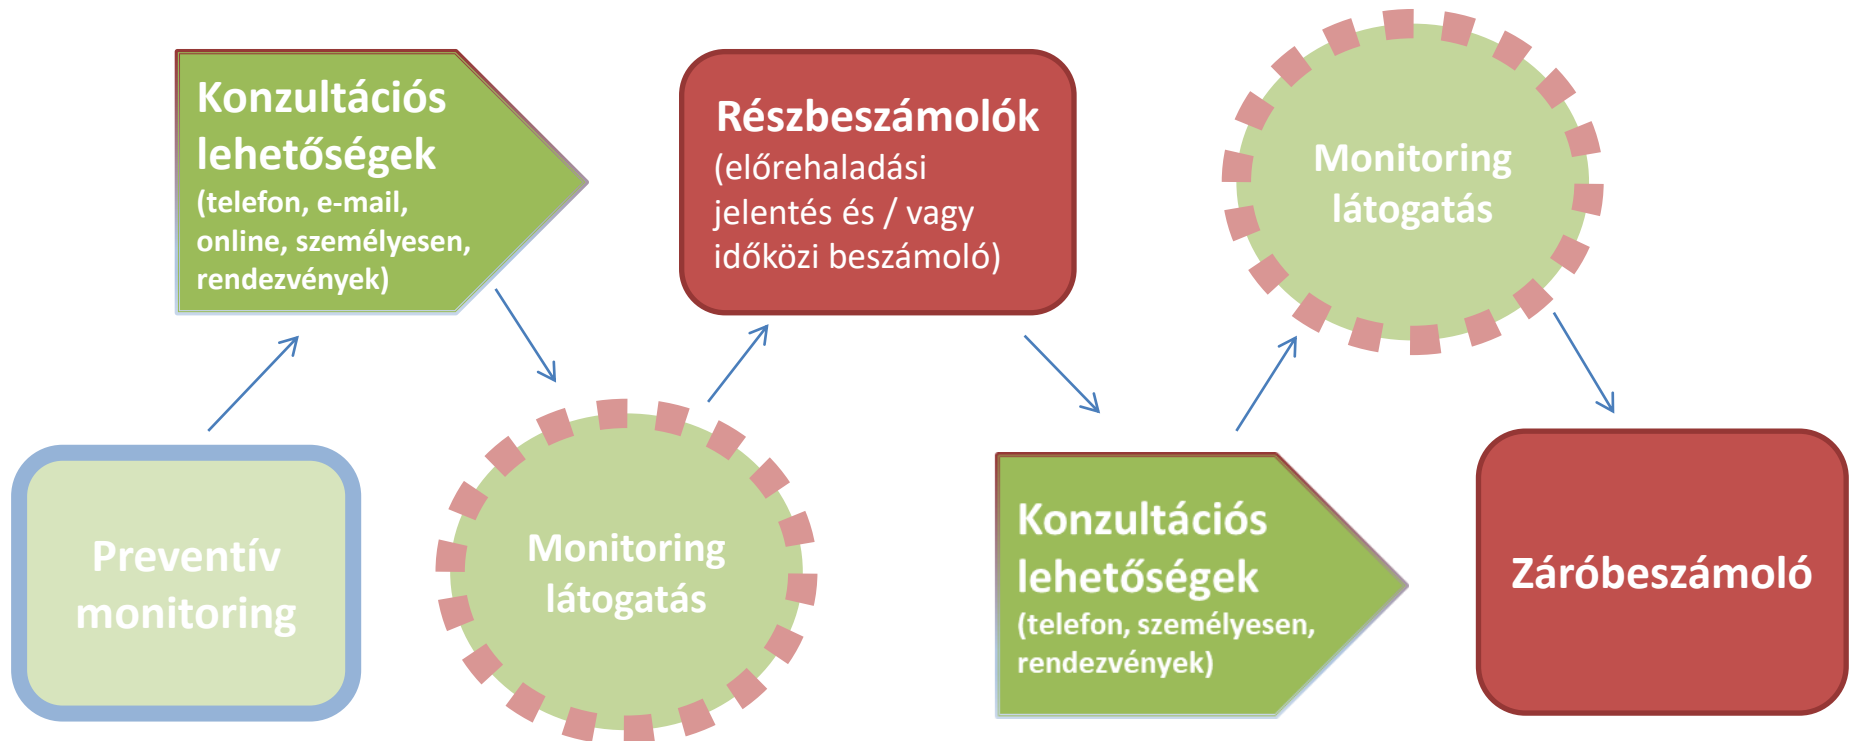 Preventív
monitoring
Konzultációs
lehetőségek
(telefon, e-mail,
online, személyesen,
rendezvények)
Monitoring
látogatás
Részbeszámolók
(előrehaladási
jelentés és / vagy
időközi beszámoló)
Konzultációs
lehetőségek
(telefon, személyesen,
rendezvények)
Monitoring
látogatás
Záróbeszámoló